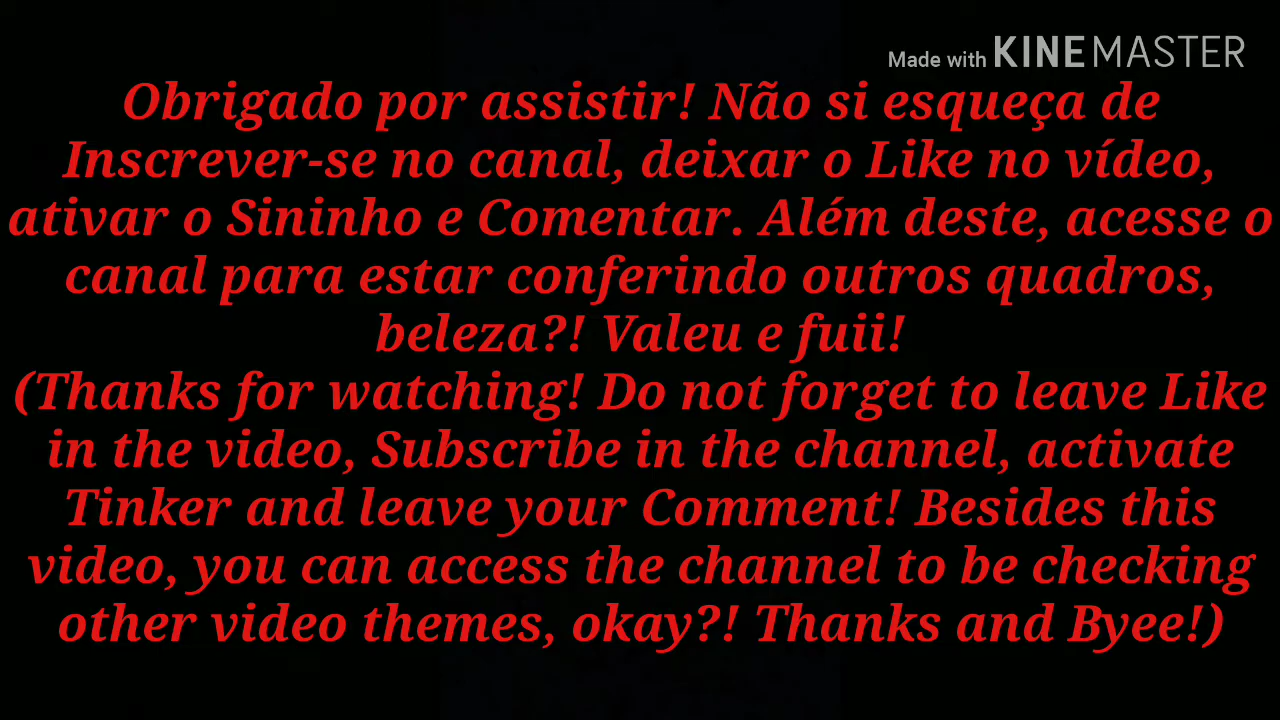 Made with KINEMASTER
Obrigado por assistir! Não si esqueça de
Inscrever-se no canal, deixar o Like no vídeo,
ativar o Sininho e Comentar. Além deste, acesse o
canal para estar conferindo outros quadros,
beleza?! Valeu e fuii!
(Thanks for watching! Do not forget to leave Like
in the video, Subscribe in the channel, activate
Tinker and leave your Comment! Besides this
video, you can access the channel to be checking
other video themes, okay?! Thanks and Byee!)